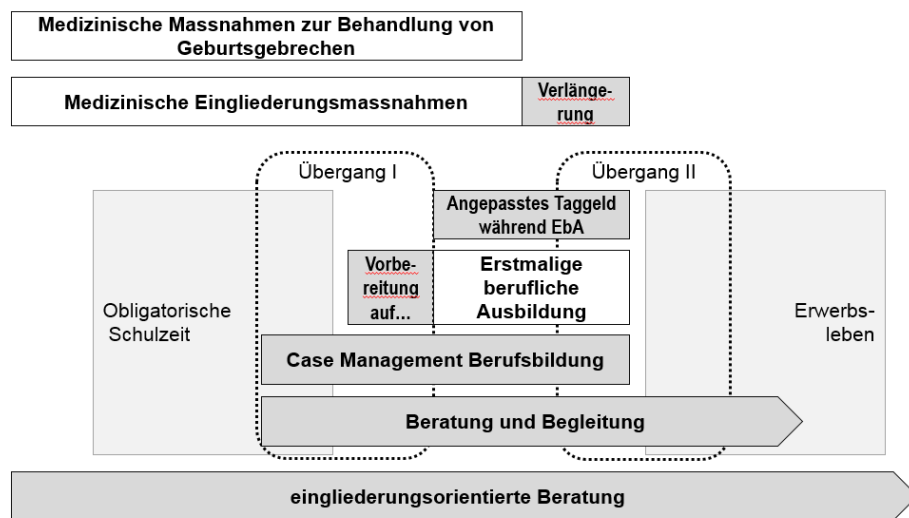 Medizinische Massnahmen zur Behandlung von
Geburtsgebrechen
Medizinische Eingliederungsmassnahmen
Verlänge-
rung
Übergang I
Übergang II
Angepasstes Taggeld
während EbA
Vorbe-
reitung
auf...
Erstmalige
berufliche
Ausbildung
Obligatorische
Schulzeit
Erwerbs-
leben
Case Management Berufsbildung
Beratung und Begleitung
eingliederungsorientierte Beratung